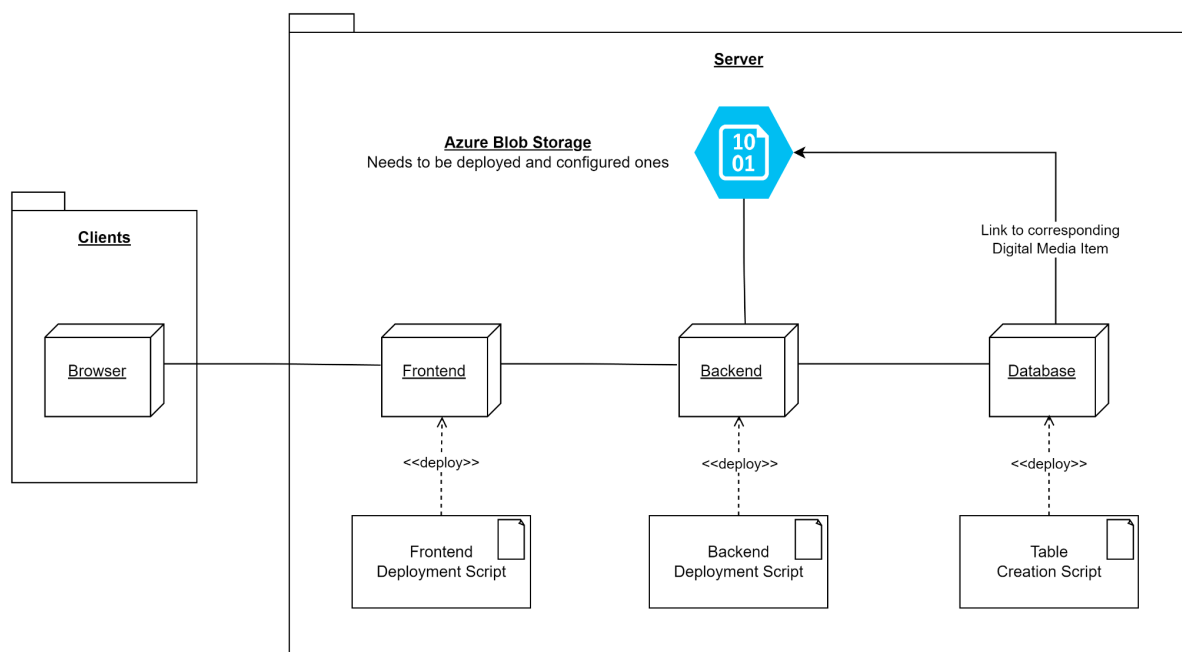 Server
Azure Blob Storage
Needs to be deployed and configured ones
10
01
Link to corresponding
Digital Media Item
Clients
Browser
Frontend
Backend
Database
<<deploy>>
<<deploy>>
<<deploy>>
Frontend
Deployment Script
Backend
Deployment Script
Table
Creation Script